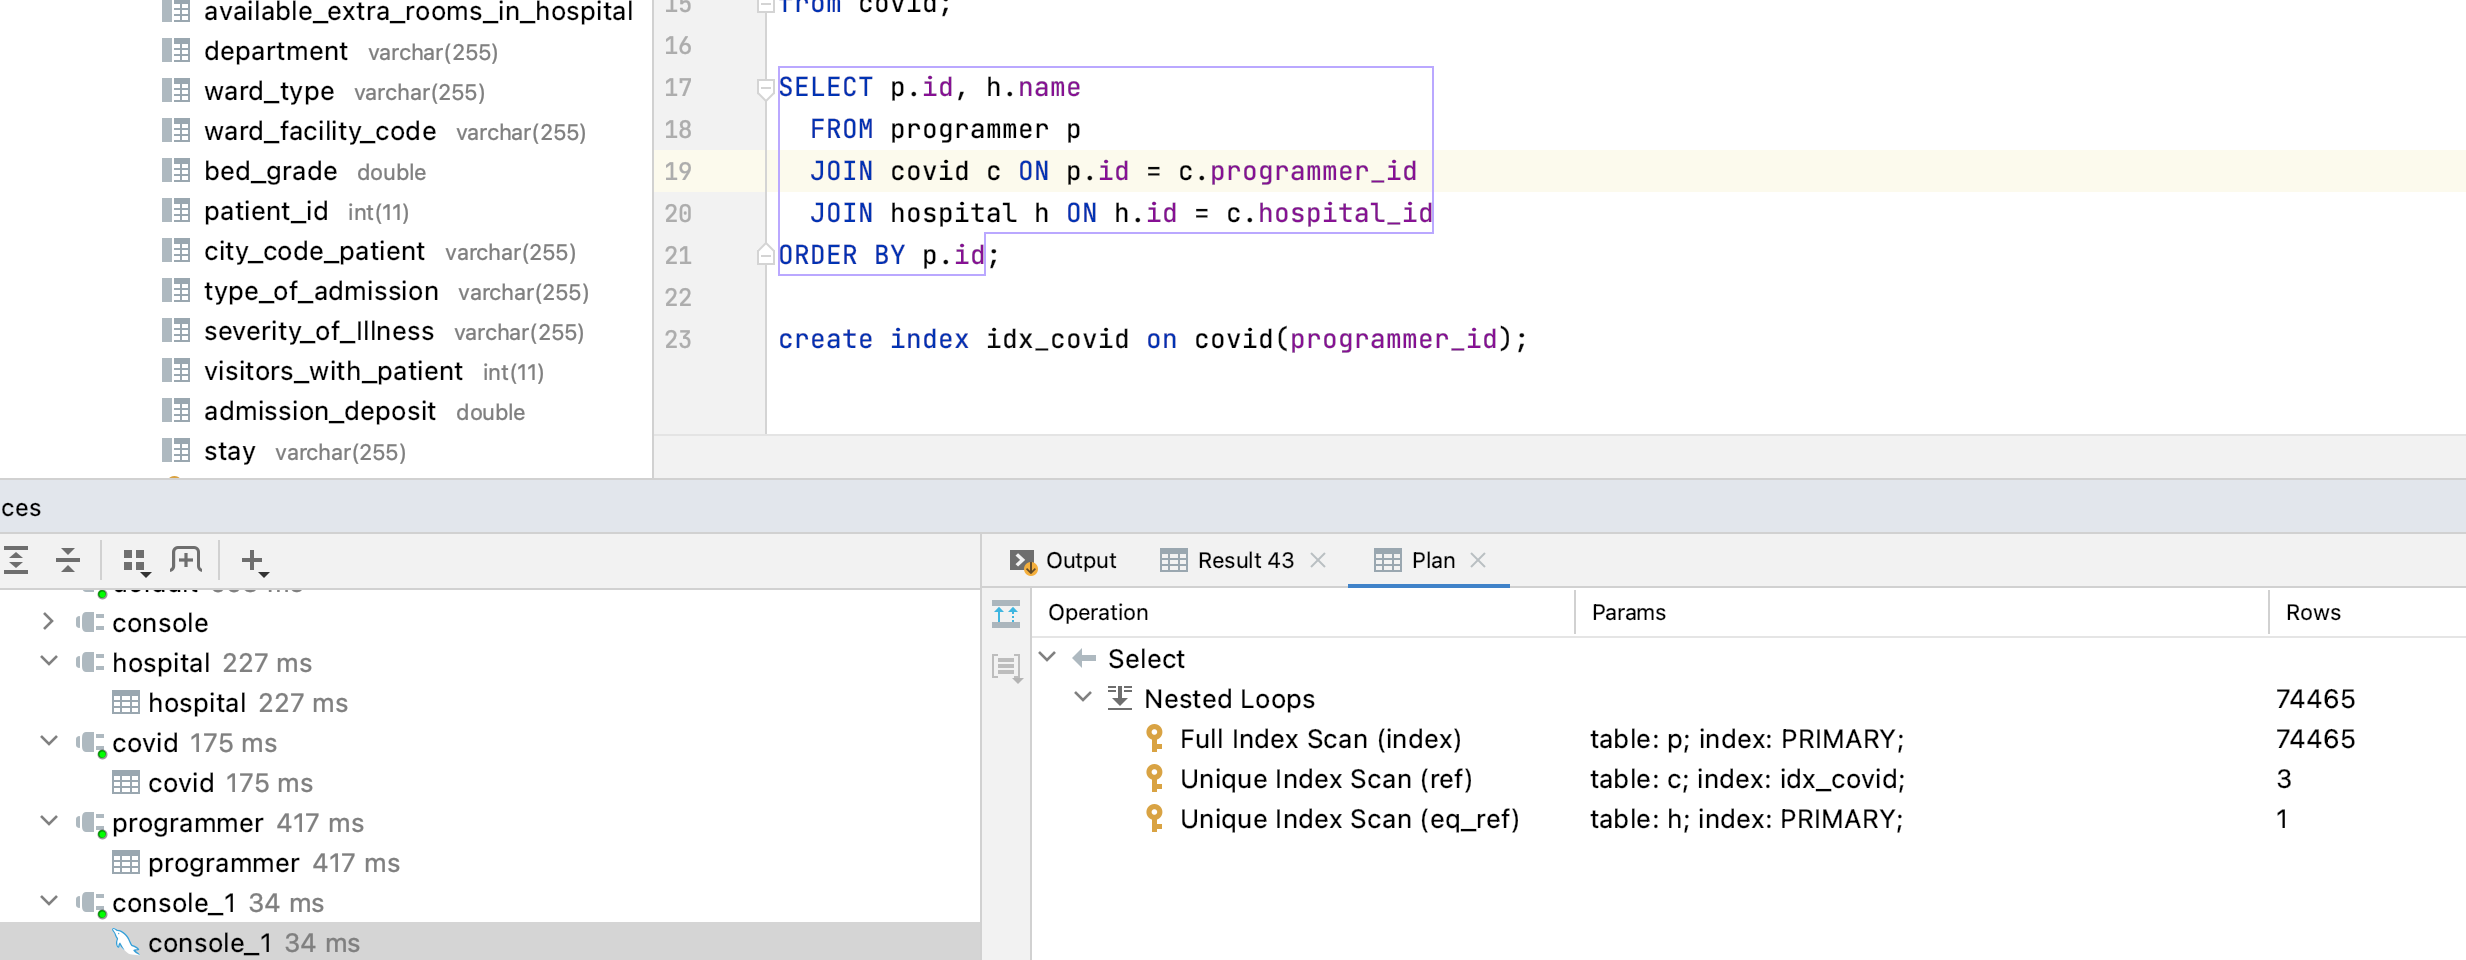 available_extra_rooms_in_hospital
department varchar(255)
ward_type varchar(255)
ward_facility_code varchar(255)
bed_grade double
patient_id int(11)
city_code_patient varchar(255)
type_of_admission varchar(255)
severity_of_Illness varchar(255)
visitors_with_patient int(11)
admission_deposit double
stay varchar(255)
15 from covid;
16
17 SELECT p.id, h.name
18 FROM programmer p
19 JOIN covid c ON p.id = c.programmer_id
20 JOIN hospital h ON h.id = c.hospital_id
21 ORDER BY p.id;
22
23 create index idx_covid on covid(programmer_id);
ces
console
hospital 227 ms
hospital 227 ms
covid 175 ms
covid 175 ms
programmer 417 ms
programmer 417 ms
console_1 34 ms
console_1 34 ms
Output Result 43 Plan
Operation Params Rows
Select
Nested Loops 74465
Full Index Scan (index) table: p; index: PRIMARY; 74465
Unique Index Scan (ref) table: c; index: idx_covid; 3
Unique Index Scan (eq_ref) table: h; index: PRIMARY; 1